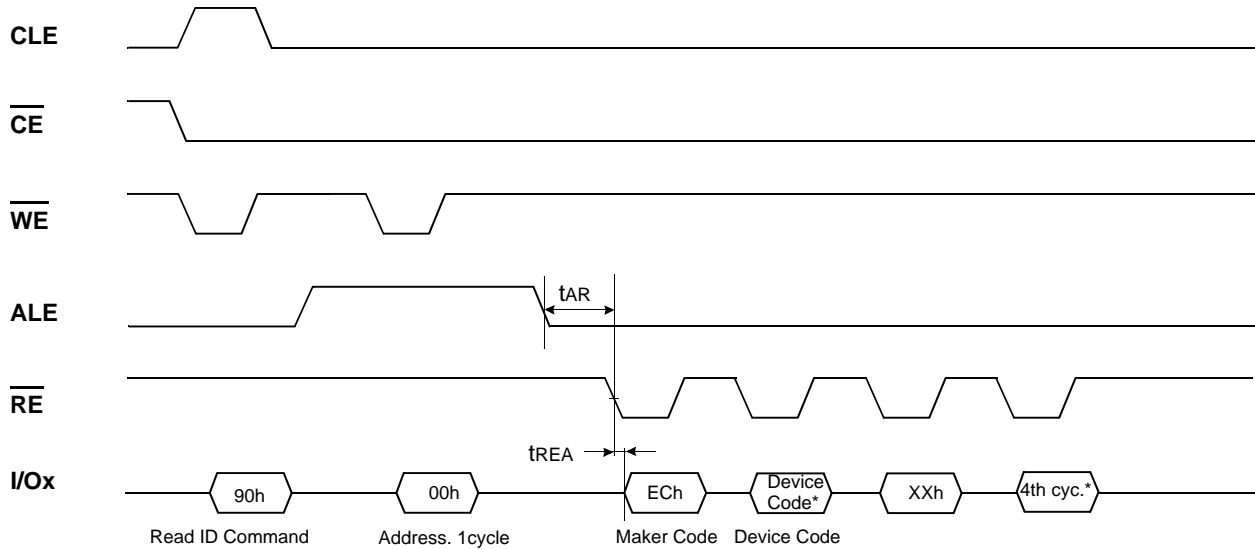 CLE
CE
WE
ALE
tAR
RE
tREA
I/Ox
90h
00h
ECh
Device
Code*
XXh
4th cyc.*
Read ID Command
Address. 1cycle
Maker Code
Device Code